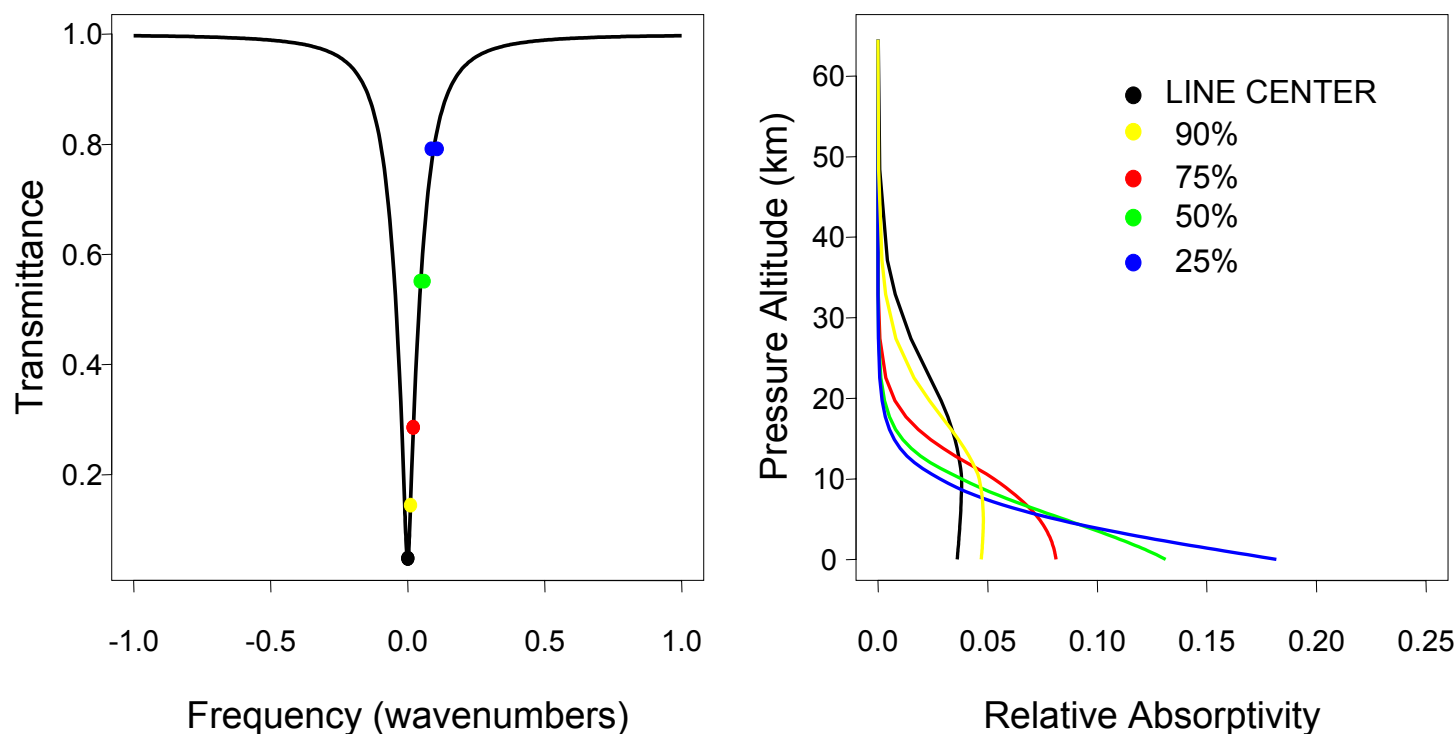 Transmittance
1.0
0.8
0.6
0.4
0.2
-1.0 -0.5 0.0 0.5 1.0
Frequency (wavenumbers)
Pressure Altitude (km)
60
50
40
30
20
10
0
LINE CENTER
90%
75%
50%
25%
0.0 0.05 0.10 0.15 0.20 0.25
Relative Absorptivity